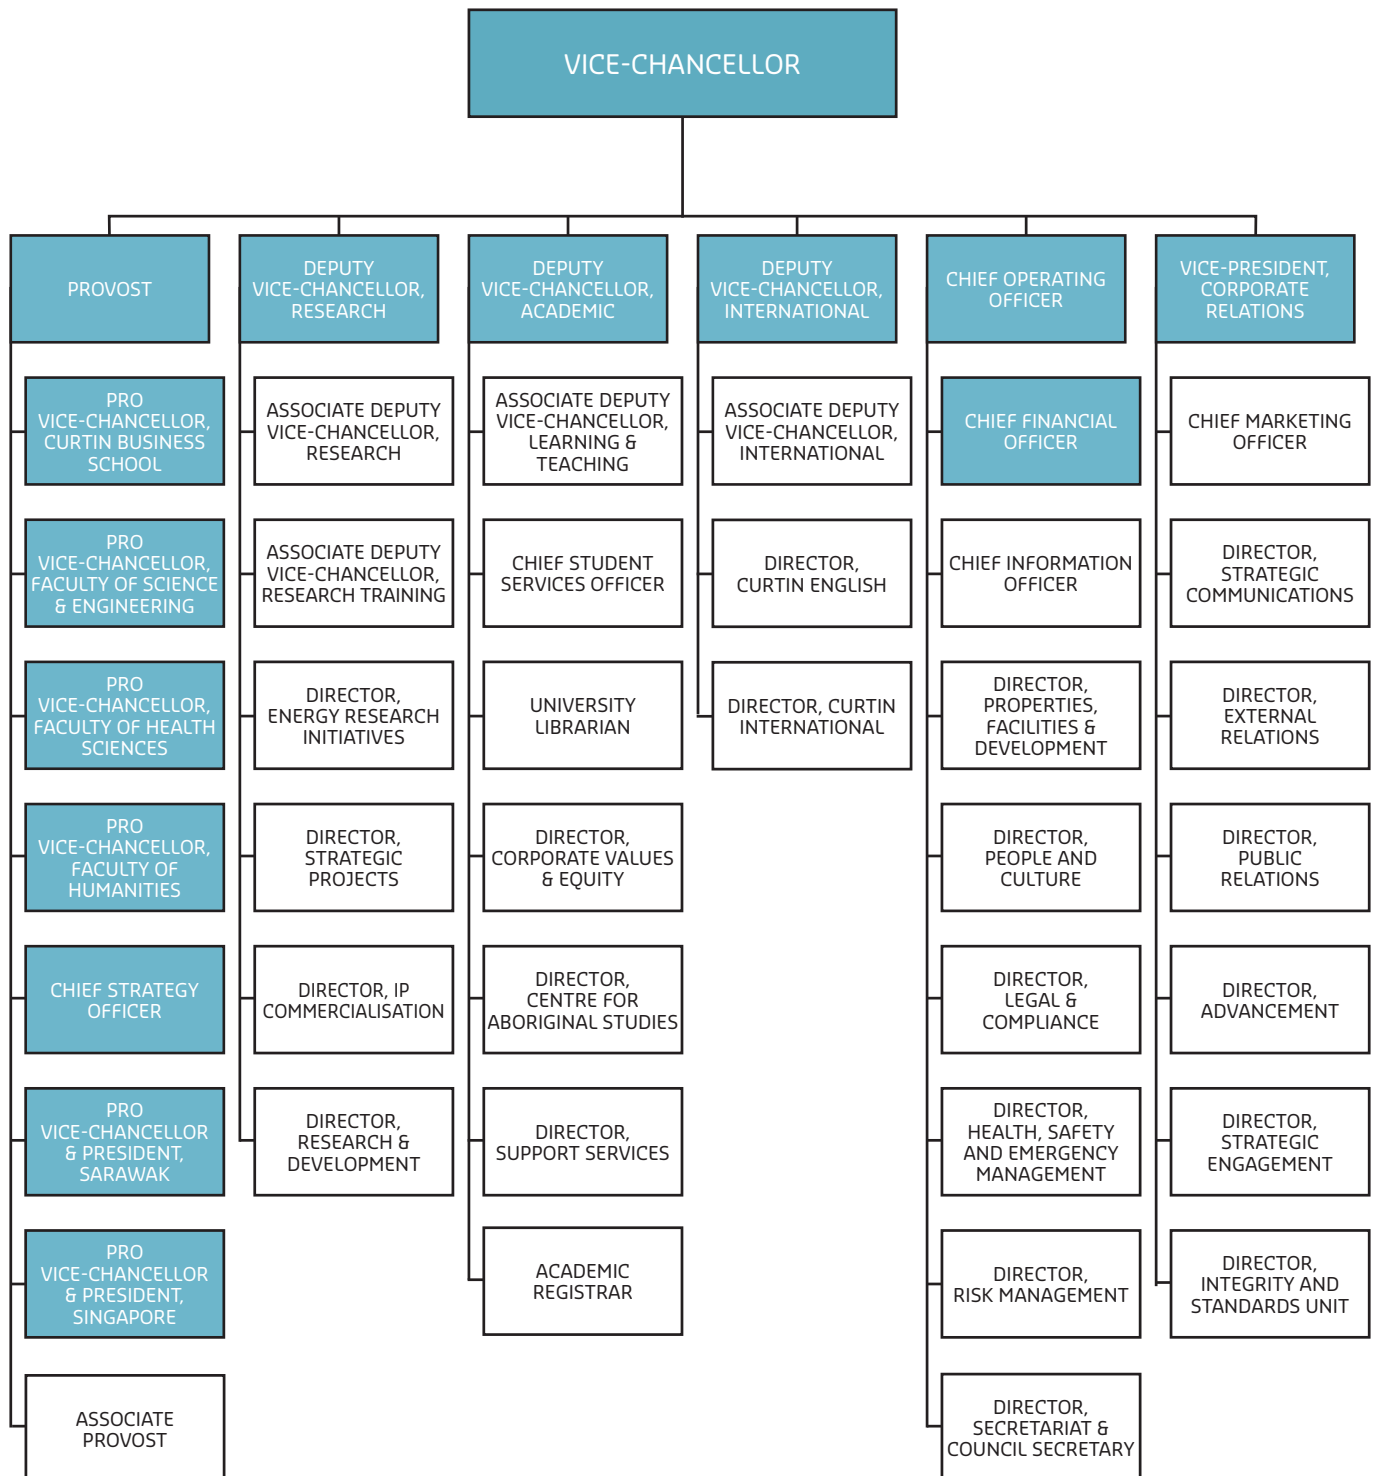 VICE-CHANCELLOR
PROVOST
DEPUTY
VICE-CHANCELLOR,
RESEARCH
DEPUTY
VICE-CHANCELLOR,
ACADEMIC
DEPUTY
VICE-CHANCELLOR,
INTERNATIONAL
CHIEF OPERATING
OFFICER
VICE-PRESIDENT,
CORPORATE
RELATIONS
PRO
VICE-CHANCELLOR,
CURTIN BUSINESS
SCHOOL
ASSOCIATE DEPUTY
VICE-CHANCELLOR,
RESEARCH
ASSOCIATE DEPUTY
VICE-CHANCELLOR,
LEARNING &
TEACHING
ASSOCIATE DEPUTY
VICE-CHANCELLOR,
INTERNATIONAL
CHIEF FINANCIAL
OFFICER
CHIEF MARKETING
OFFICER
PRO
VICE-CHANCELLOR,
FACULTY OF SCIENCE
& ENGINEERING
ASSOCIATE DEPUTY
VICE-CHANCELLOR,
RESEARCH TRAINING
CHIEF STUDENT
SERVICES OFFICER
DIRECTOR,
CURTIN ENGLISH
CHIEF INFORMATION
OFFICER
DIRECTOR,
STRATEGIC
COMMUNICATIONS
PRO
VICE-CHANCELLOR,
FACULTY OF HEALTH
SCIENCES
DIRECTOR,
ENERGY RESEARCH
INITIATIVES
UNIVERSITY
LIBRARIAN
DIRECTOR, CURTIN
INTERNATIONAL
DIRECTOR,
PROPERTIES,
FACILITIES &
DEVELOPMENT
DIRECTOR,
EXTERNAL
RELATIONS
PRO
VICE-CHANCELLOR,
FACULTY OF
HUMANITIES
DIRECTOR,
STRATEGIC
PROJECTS
DIRECTOR,
CORPORATE VALUES
& EQUITY
DIRECTOR,
PEOPLE AND
CULTURE
DIRECTOR,
PUBLIC
RELATIONS
CHIEF STRATEGY
OFFICER
DIRECTOR, IP
COMMERCIALISATION
DIRECTOR,
CENTRE FOR
ABORIGINAL STUDIES
DIRECTOR,
LEGAL &
COMPLIANCE
DIRECTOR,
ADVANCEMENT
PRO
VICE-CHANCELLOR
& PRESIDENT,
SARAWAK
DIRECTOR,
RESEARCH &
DEVELOPMENT
DIRECTOR,
SUPPORT SERVICES
DIRECTOR,
HEALTH, SAFETY
AND EMERGENCY
MANAGEMENT
DIRECTOR,
STRATEGIC
ENGAGEMENT
PRO
VICE-CHANCELLOR
& PRESIDENT,
SINGAPORE
ACADEMIC
REGISTRAR
DIRECTOR,
RISK MANAGEMENT
DIRECTOR,
INTEGRITY AND
STANDARDS UNIT
ASSOCIATE
PROVOST
DIRECTOR,
SECRETARIAT &
COUNCIL SECRETARY